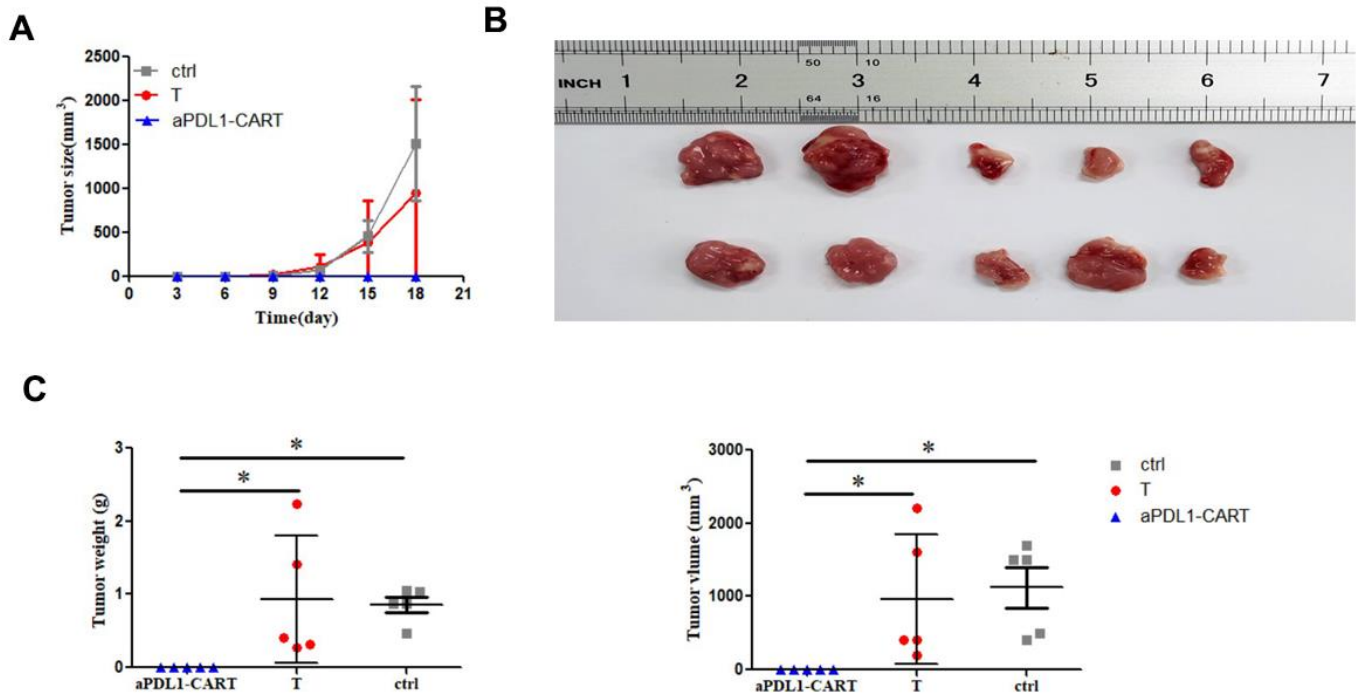 A
2500
2000
1500
1000
500
0
Tumor size(mm³)
ctrl
T
aPDL1-CART
0 3 6 9 12 15 18 21
Time(day)
B
50 10
INCH 1 2 3 4 5 6 7
64 16
C
3
2
1
0
Tumor weight (g)
*
*
aPDL1-CART T ctrl
3000
2000
1000
0
Tumor vlume (mm³)
*
*
aPDL1-CART T ctrl
ctrl
T
aPDL1-CART